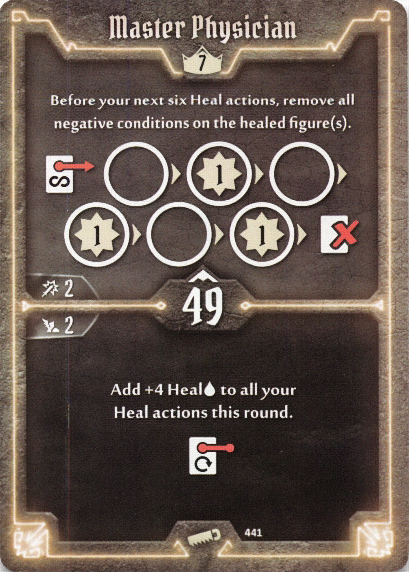 Master Physician
7
Before your next six Heal actions, remove all
negative conditions on the healed figure(s).
1
1 1
2
49
2
Add +4 Heal to all your
Heal actions this round.
441